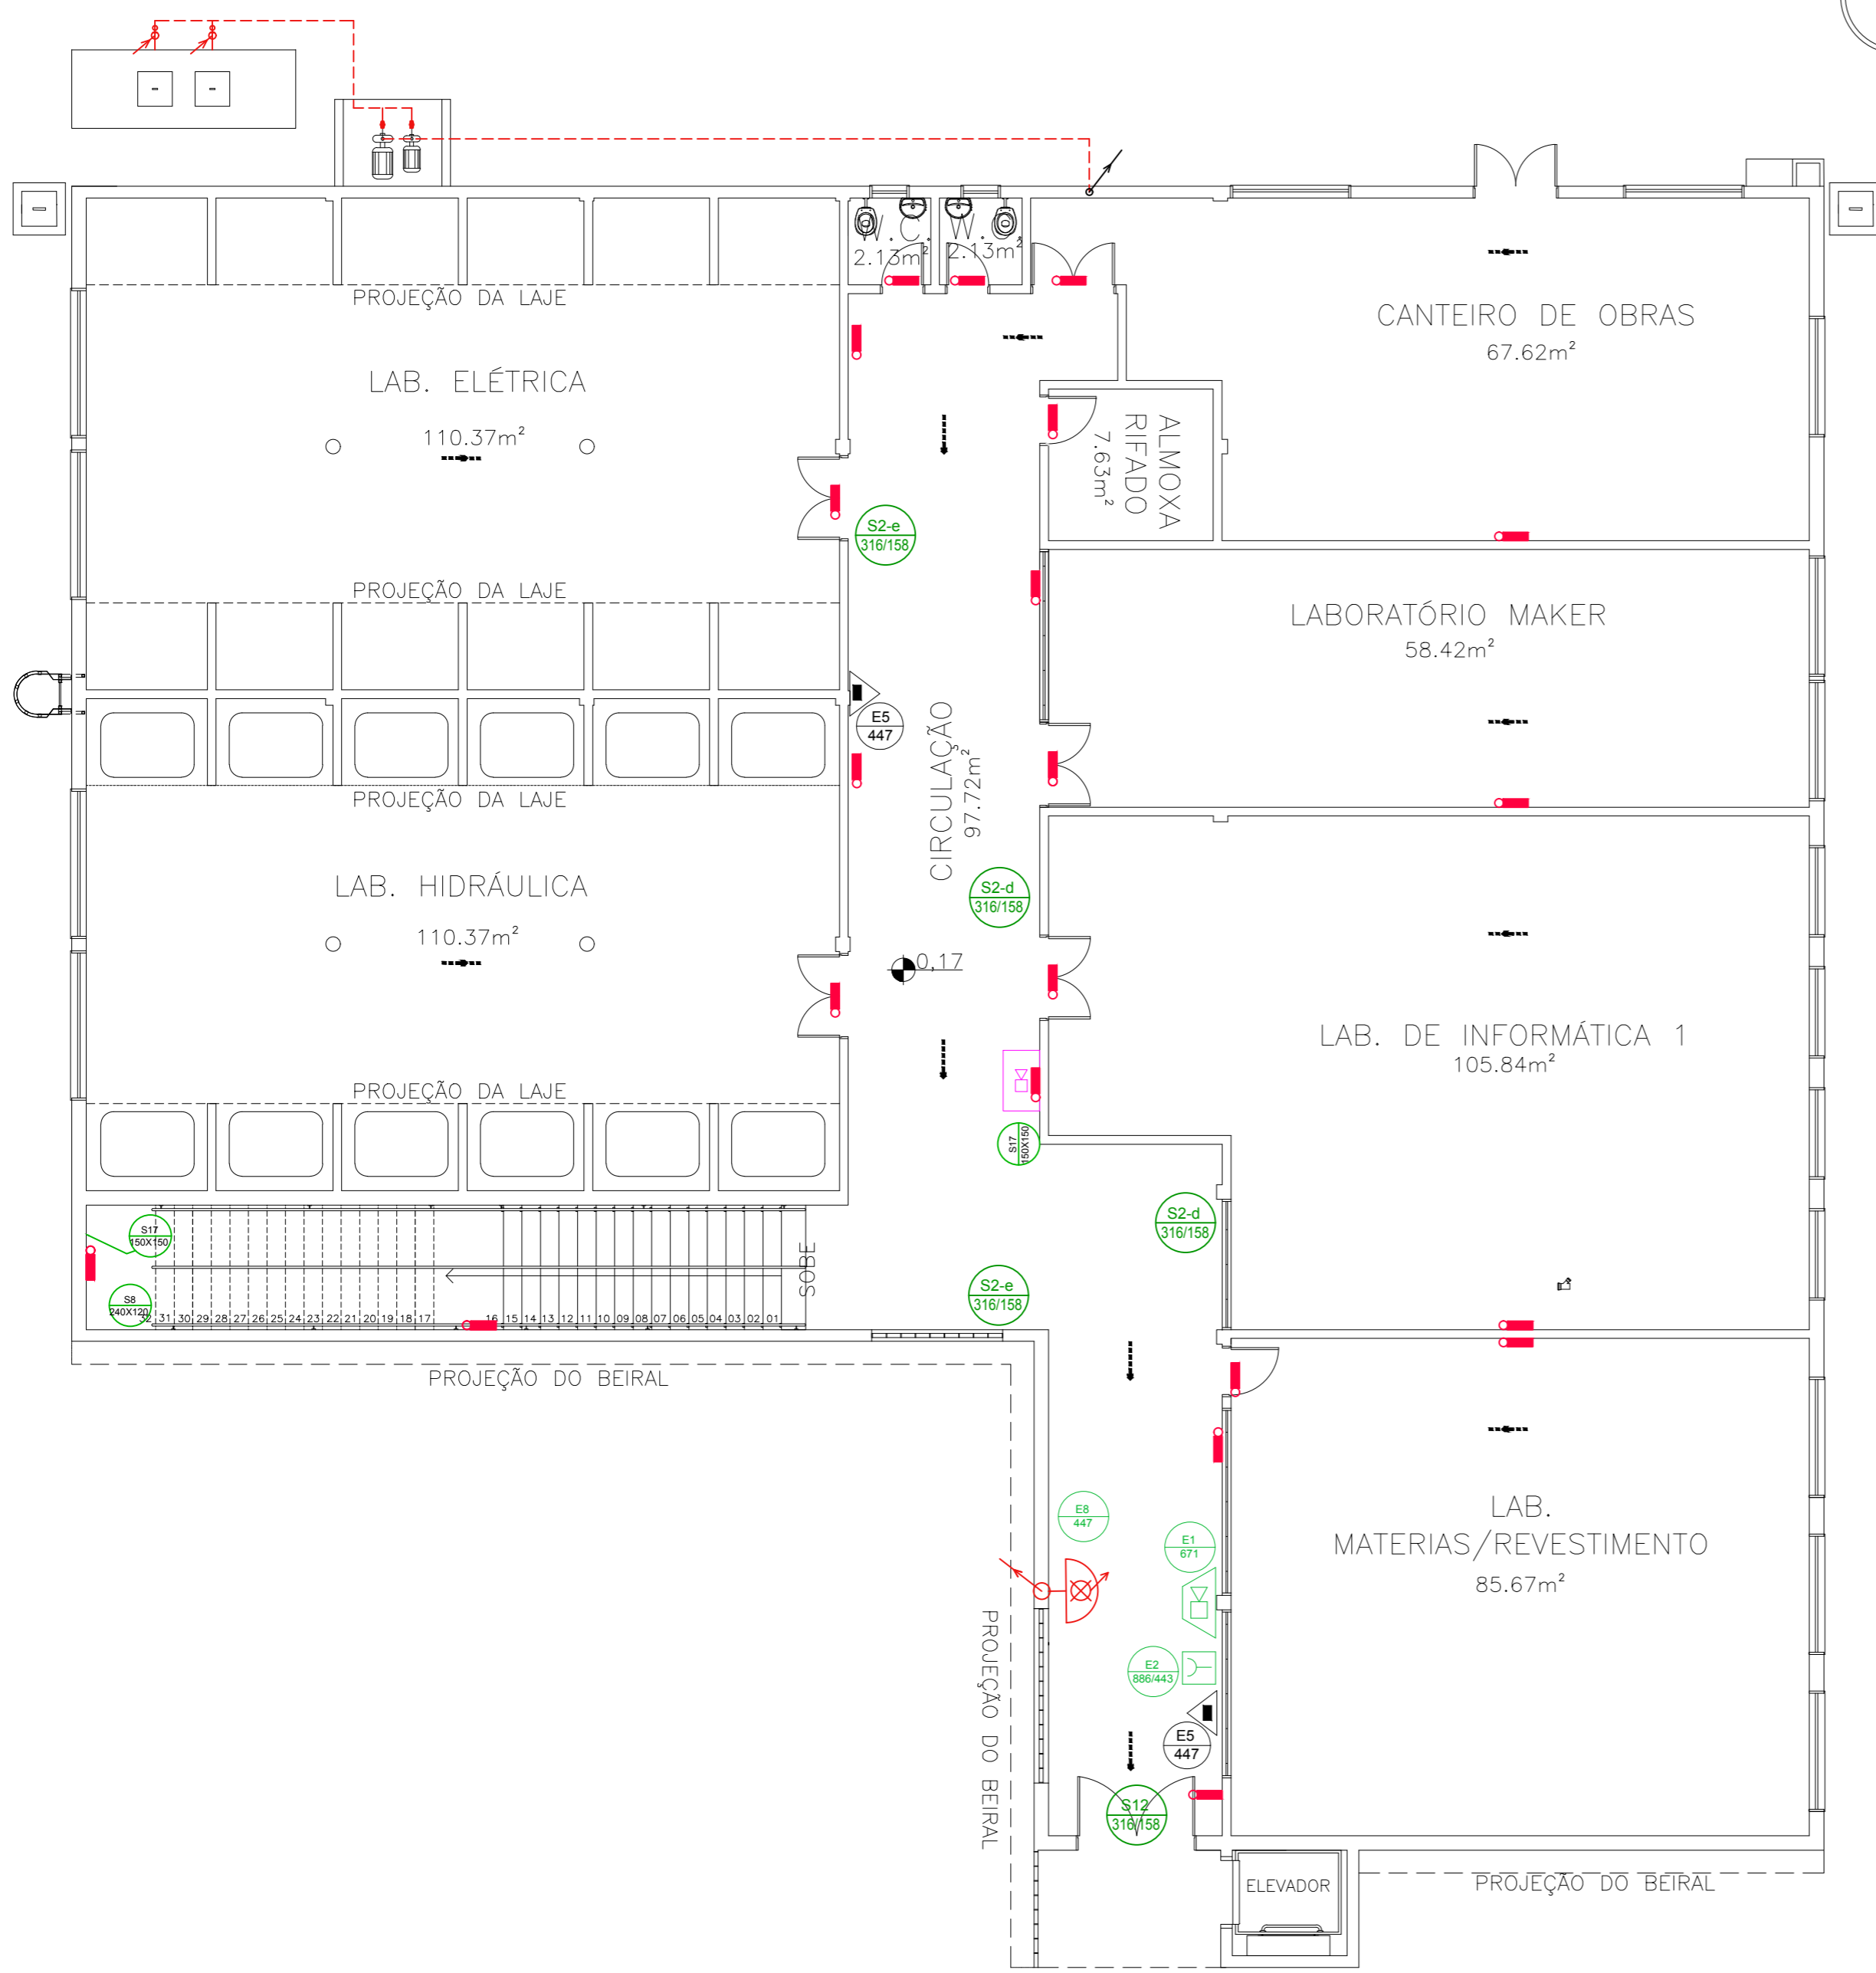 W. C.
2.13m²
W. C.
2.13m²
PROJEÇÃO DA LAJE
CANTEIRO DE OBRAS
67.62m²
LAB. ELÉTRICA
110.37m²
ALMOXA
RIFADO
7.63m²
S2-e
316/158
PROJEÇÃO DA LAJE
LABORATÓRIO MAKER
58.42m²
E5
447
CIRCULAÇÃO
97.72m²
PROJEÇÃO DA LAJE
LAB. HIDRÁULICA
110.37m²
S2-d
316/158
0,17
LAB. DE INFORMÁTICA 1
105.84m²
PROJEÇÃO DA LAJE
S17
150X150
S17
150X150
S2-d
316/158
SOBE
S8
240X120
S2-e
316/158
32 31 30 29 28 27 26 25 24 23 22 21 20 19 18 17 16 15 14 13 12 11 10 09 08 07 06 05 04 03 02 01
PROJEÇÃO DO BEIRAL
E8
447
LAB.
MATERIAS/REVESTIMENTO
85.67m²
E1
671
PROJEÇÃO DO BEIRAL
E2
886/443
E5
447
S12
316/158
ELEVADOR
PROJEÇÃO DO BEIRAL